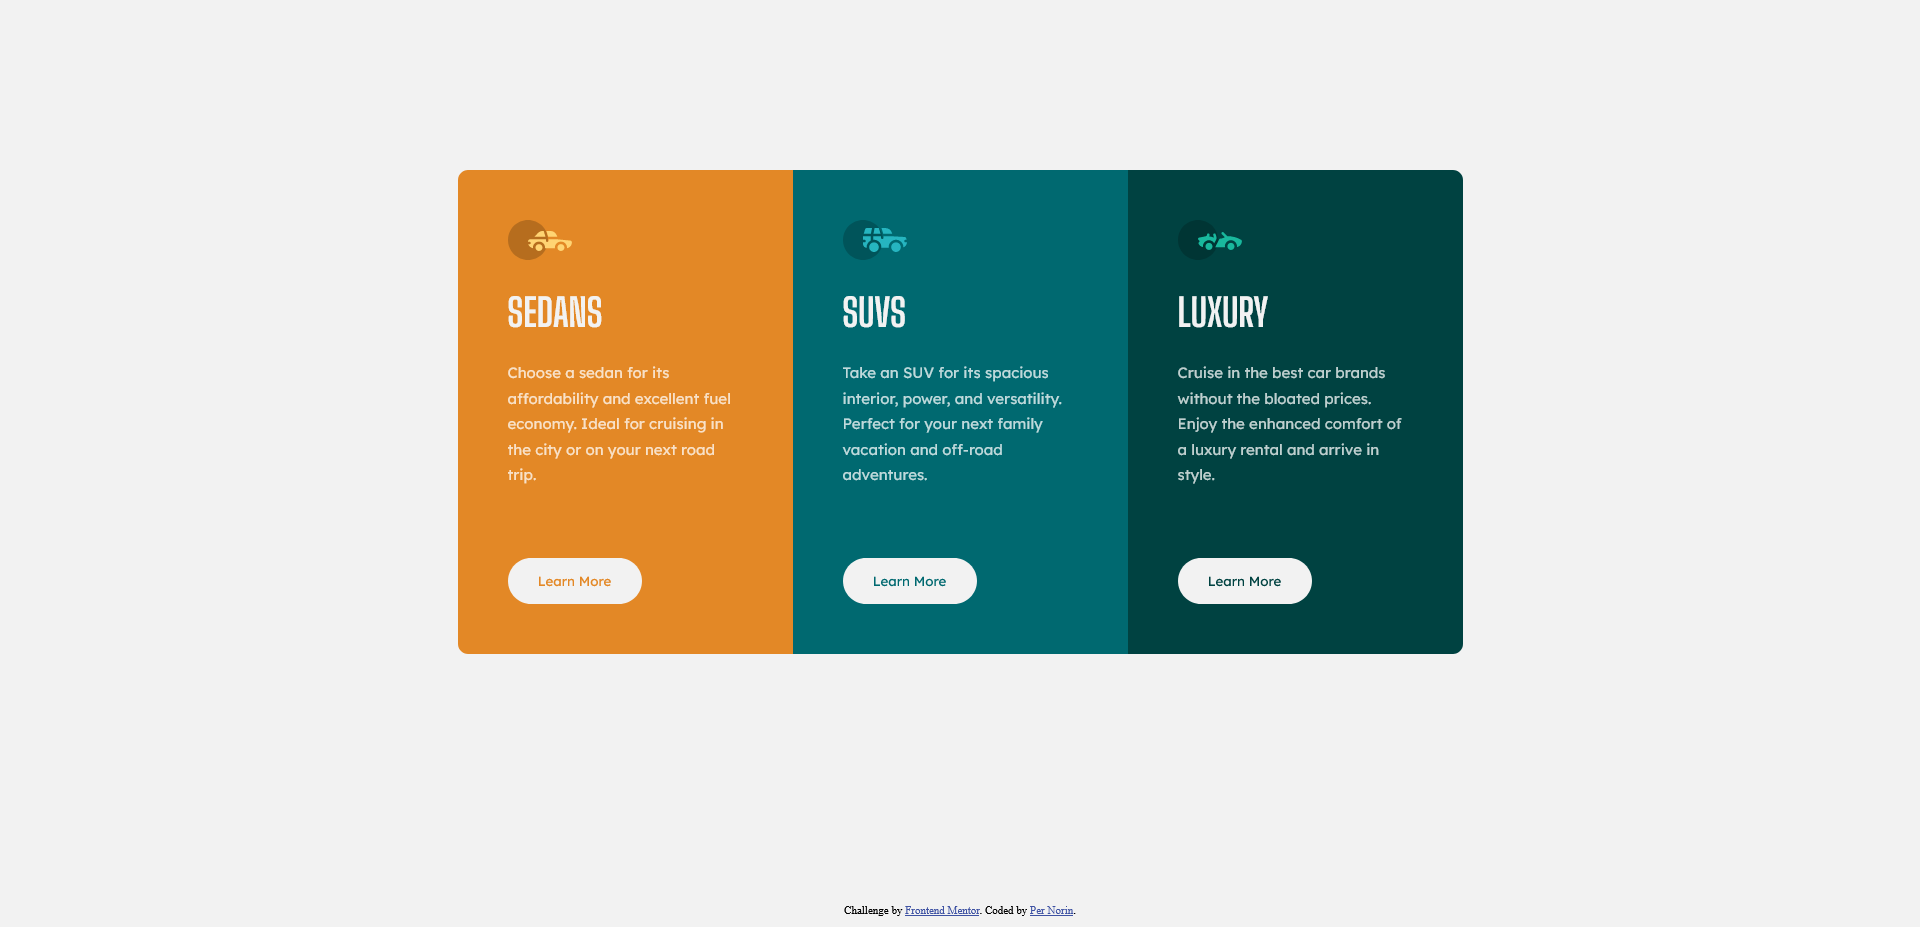 SEDANS
Choose a sedan for its
affordability and excellent fuel
economy. Ideal for cruising in
the city or on your next road
trip.
Learn More
SUVS
Take an SUV for its spacious
interior, power, and versatility.
Perfect for your next family
vacation and off-road
adventures.
Learn More
LUXURY
Cruise in the best car brands
without the bloated prices.
Enjoy the enhanced comfort of
a luxury rental and arrive in
style.
Learn More
Challenge by Frontend Mentor. Coded by Per Norin.